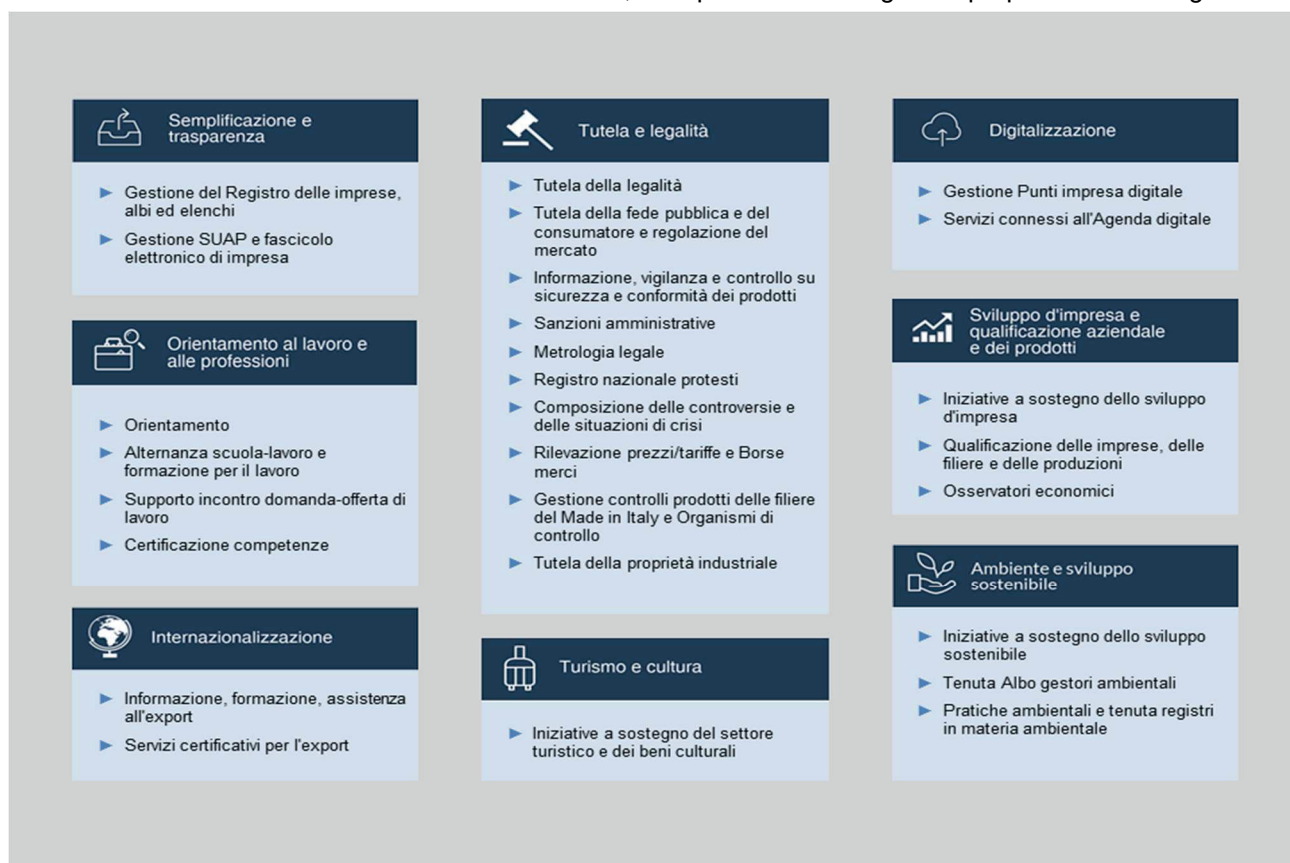 Semplificazione e
trasparenza
Gestione del Registro delle imprese,
albi ed elenchi
Gestione SUAP e fascicolo
elettronico di impresa
Orientamento al lavoro e
alle professioni
Orientamento
Alternanza scuola-lavoro e
formazione per il lavoro
Supporto incontro domanda-offerta di
lavoro
Certificazione competenze
Internazionalizzazione
Informazione, formazione, assistenza
all'export
Servizi certificativi per l'export
Tutela e legalità
Tutela della legalità
Tutela della fede pubblica e del
consumatore e regolazione del
mercato
Informazione, vigilanza e controllo su
sicurezza e conformità dei prodotti
Sanzioni amministrative
Metrologia legale
Registro nazionale protesti
Composizione delle controversie e
delle situazioni di crisi
Rilevazione prezzi/tariffe e Borse
merci
Gestione controlli prodotti delle filiere
del Made in Italy e Organismi di
controllo
Tutela della proprietà industriale
Turismo e cultura
Iniziative a sostegno del settore
turistico e dei beni culturali
Digitalizzazione
Gestione Punti impresa digitale
Servizi connessi all'Agenda digitale
Sviluppo d'impresa e
qualificazione aziendale
e dei prodotti
Iniziative a sostegno dello sviluppo
d'impresa
Qualificazione delle imprese, delle
filiere e delle produzioni
Osservatori economici
Ambiente e sviluppo
sostenibile
Iniziative a sostegno dello sviluppo
sostenibile
Tenuta Albo gestori ambientali
Pratiche ambientali e tenuta registri
in materia ambientale